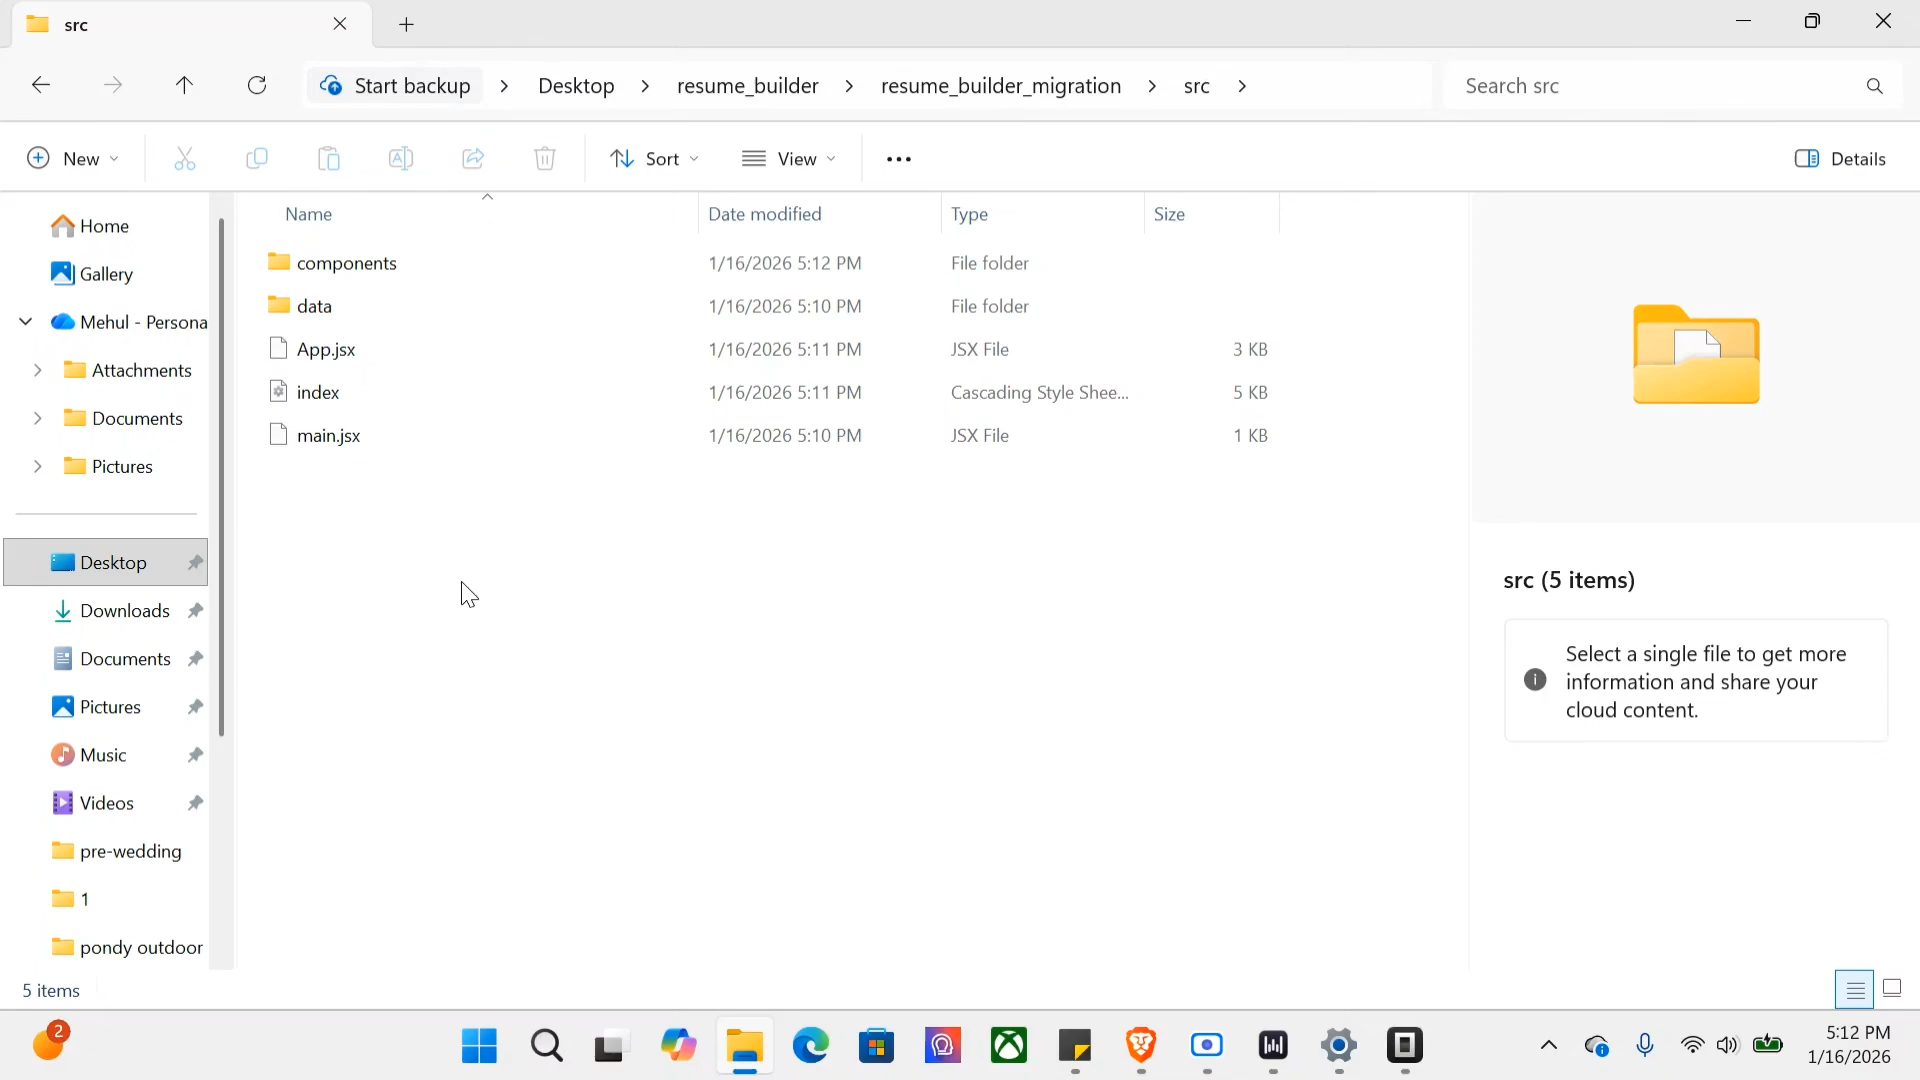 src
Start backup > Desktop > resume_builder > resume_builder_migration > src >
Search src
New
Sort
View
Details
Name Date modified Type Size
components 1/16/2026 5:12 PM File folder
data 1/16/2026 5:10 PM File folder
App.jsx 1/16/2026 5:11 PM JSX File 3 KB
index 1/16/2026 5:11 PM Cascading Style Shee... 5 KB
main.jsx 1/16/2026 5:10 PM JSX File 1 KB
Home
Gallery
Mehul - Persona
Attachments
Documents
Pictures
Desktop
Downloads
Documents
Pictures
Music
Videos
pre-wedding
1
pondy outdoor
src (5 items)
Select a single file to get more
information and share your
cloud content.
5 items
2
5:12 PM
1/16/2026